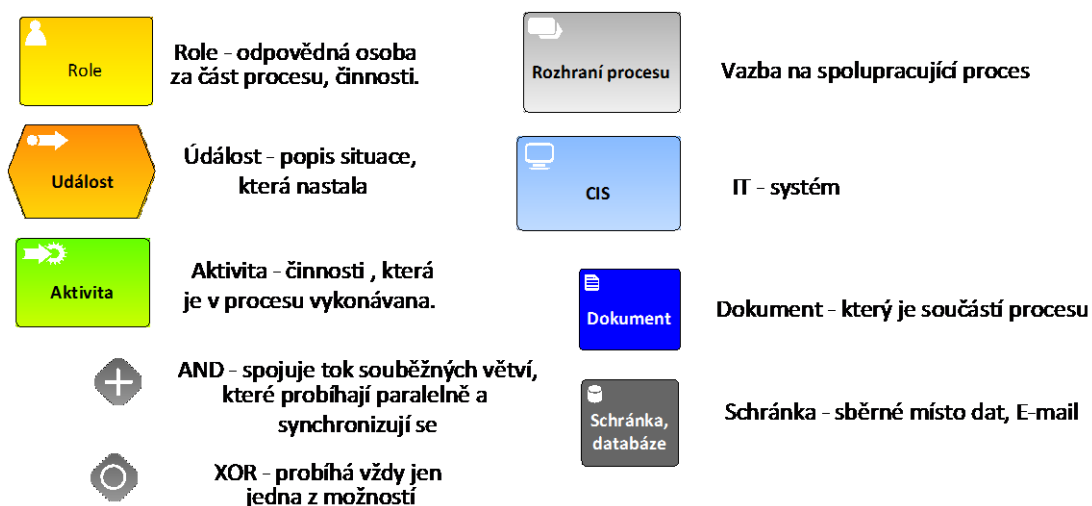 Role
Role - odpovědná osoba
za část procesu, činnosti.
Událost
Údálost - popis situace,
která nastala
Aktivita
Aktivita - činnosti , která
je v procesu vykonávana.
AND - spojuje tok souběžných větví,
které probíhají paralelně a
synchronizují se
XOR - probíhá vždy jen
jedna z možností
Rozhraní procesu
Vazba na spolupracující proces
CIS
IT - systém
Dokument
Dokument - který je součástí procesu
Schránka,
databáze
Schránka - sběrné místo dat, E-mail